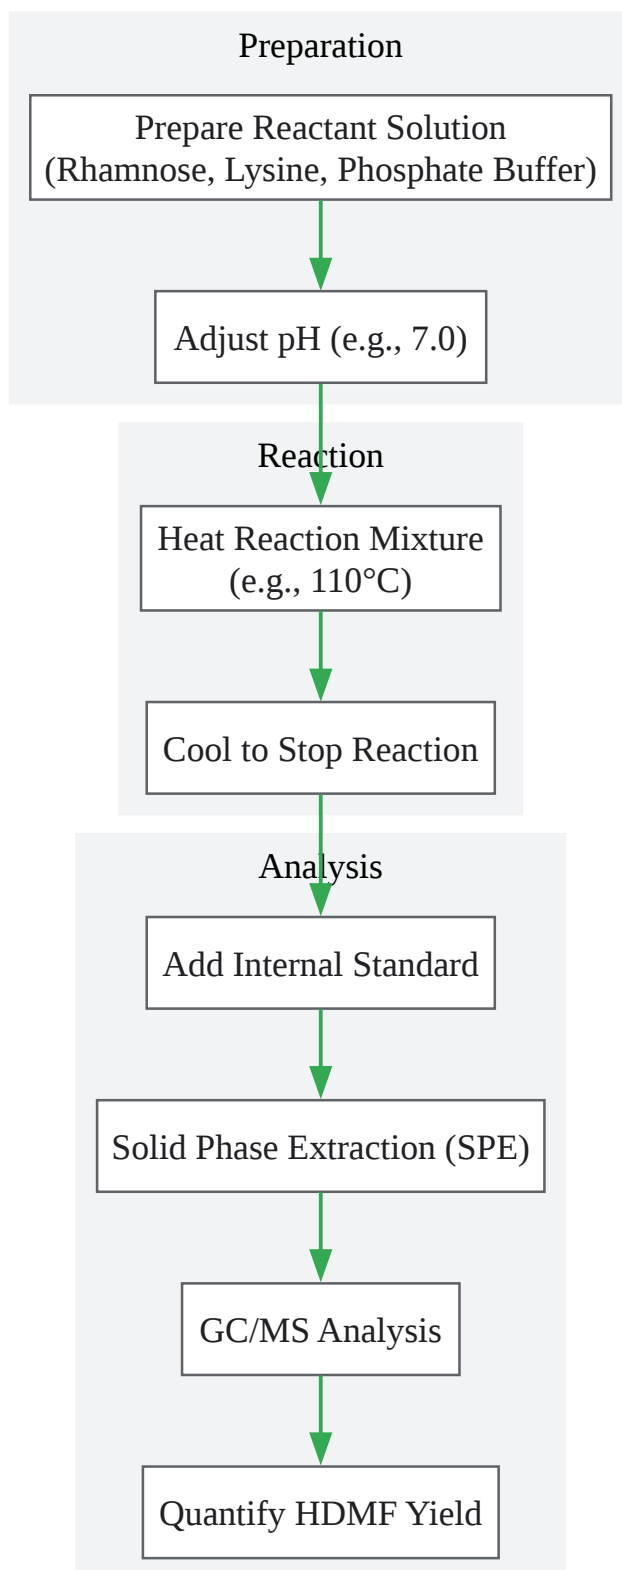 Preparation
Prepare Reactant Solution
(Rhamnose, Lysine, Phosphate Buffer)
Adjust pH (e.g., 7.0)
Reaction
Heat Reaction Mixture
(e.g., 110°C)
Cool to Stop Reaction
Analysis
Add Internal Standard
Solid Phase Extraction (SPE)
GC/MS Analysis
Quantify HDMF Yield